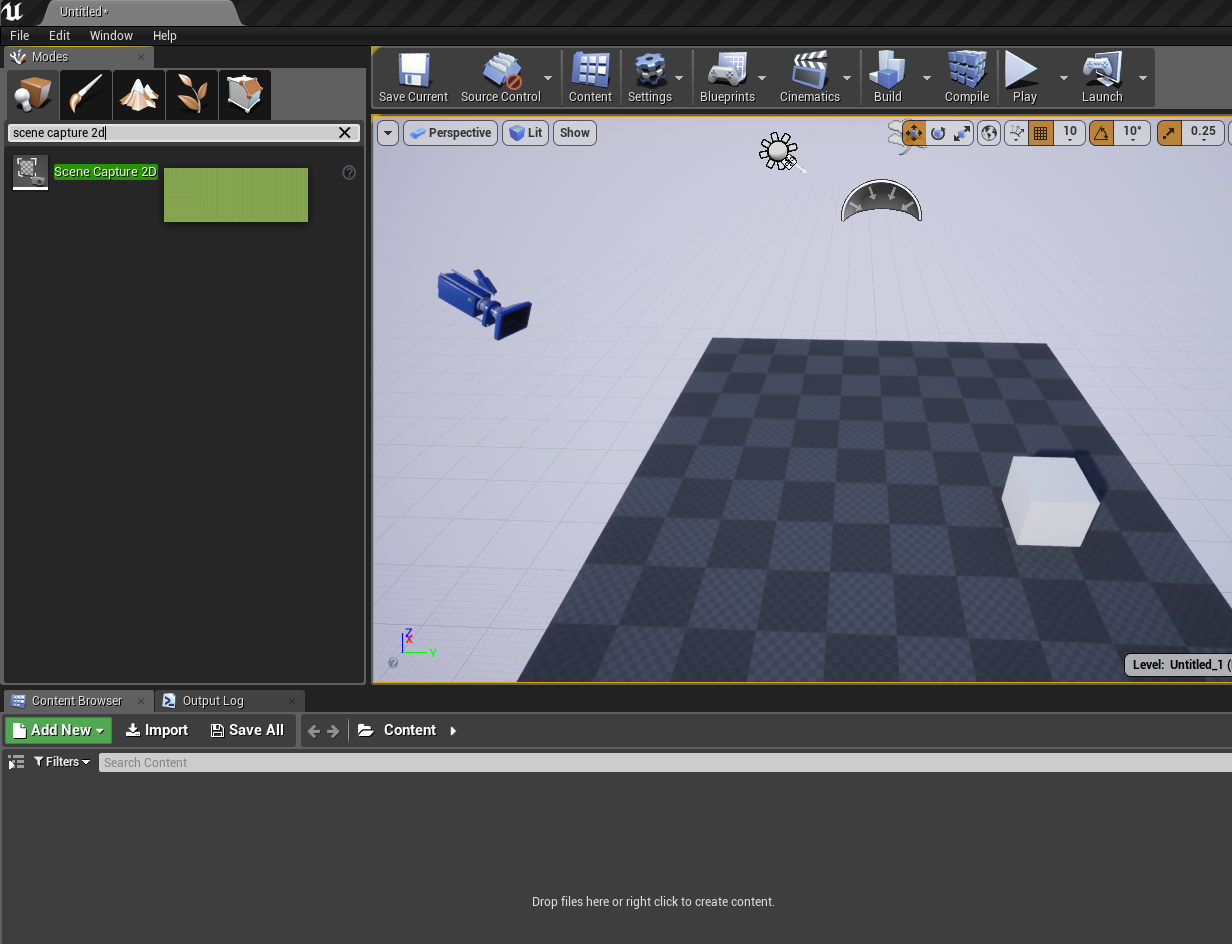 Untitled*
File Edit Window Help
Modes
Save Current Source Control Content Settings Blueprints Cinematics Build Compile Play Launch
scene capture 2d
Perspective Lit Show 10 10° 0.25
Scene Capture 2D
Z
X
Y
Level: Untitled_1 (
Content Browser Output Log
Add New Import Save All Content
Filters Search Content
Drop files here or right click to create content.